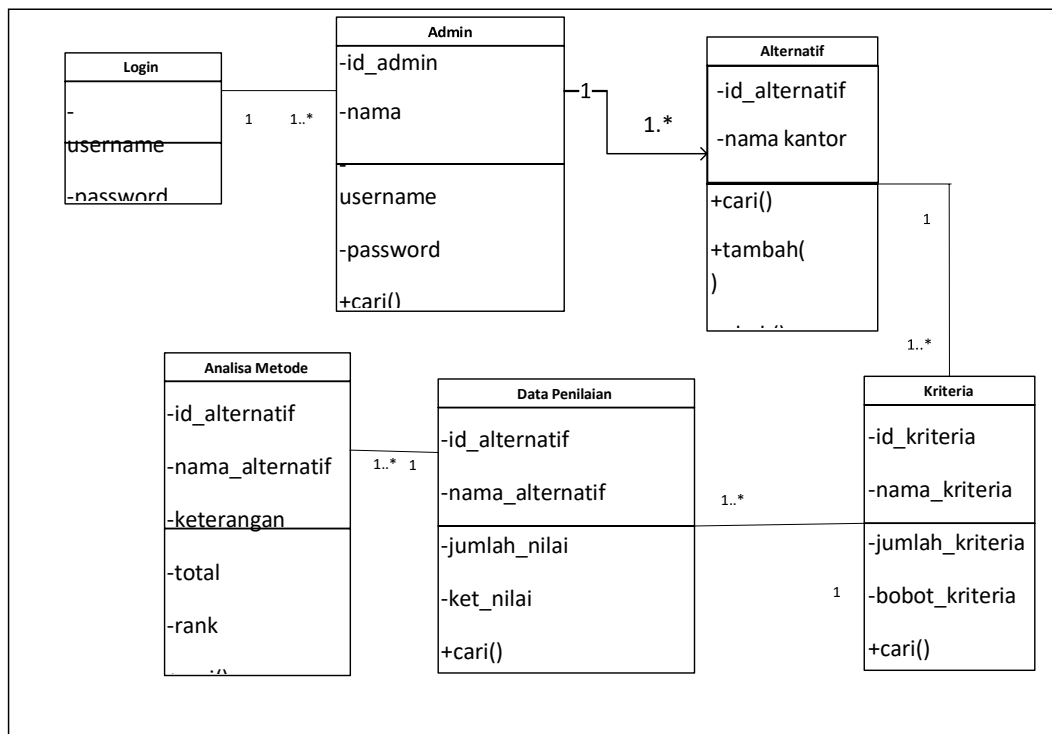 Login
-
username
-password
1
1..*
Admin
-id_admin
-nama
-
username
-password
+cari()
1
1.*
Alternatif
-id_alternatif
-nama kantor
+cari()
+tambah(
)
1
1..*
Analisa Metode
-id_alternatif
-nama_alternatif
-keterangan
-total
-rank
1..*
1
Data Penilaian
-id_alternatif
-nama_alternatif
-jumlah_nilai
-ket_nilai
+cari()
1..*
1
Kriteria
-id_kriteria
-nama_kriteria
-jumlah_kriteria
-bobot_kriteria
+cari()